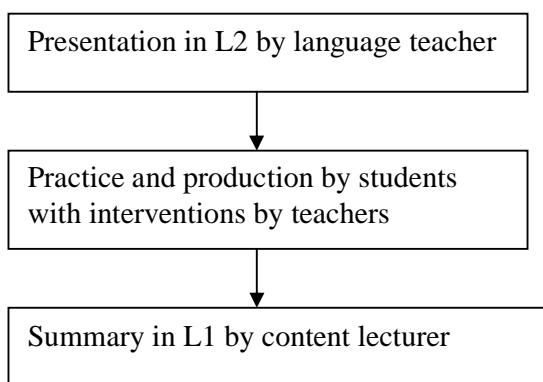 Presentation in L2 by language teacher
Practice and production by students
with interventions by teachers
Summary in L1 by content lecturer